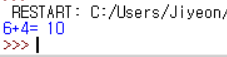 RESTART: C:/Users/Jiyeon/
6+4= 10
>>>